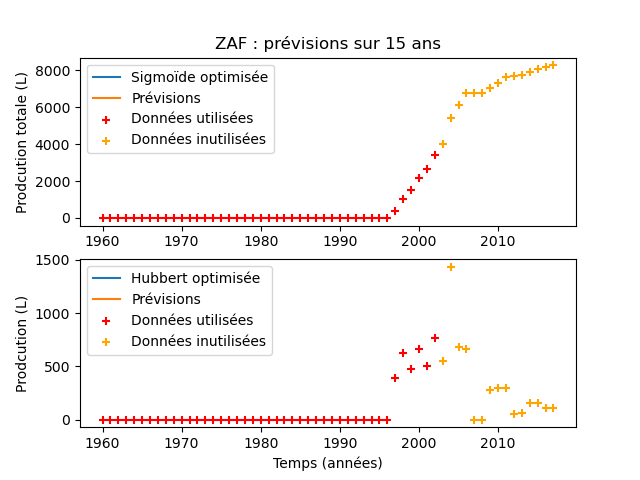 ZAF : prévisions sur 15 ans
Prodcution totale (L)
8000
6000
4000
2000
0
Sigmoïde optimisée
Prévisions
Données utilisées
Données inutilisées
1960 1970 1980 1990 2000 2010
Prodcution (L)
1500
1000
500
0
Hubbert optimisée
Prévisions
Données utilisées
Données inutilisées
1960 1970 1980 1990 2000 2010
Temps (années)